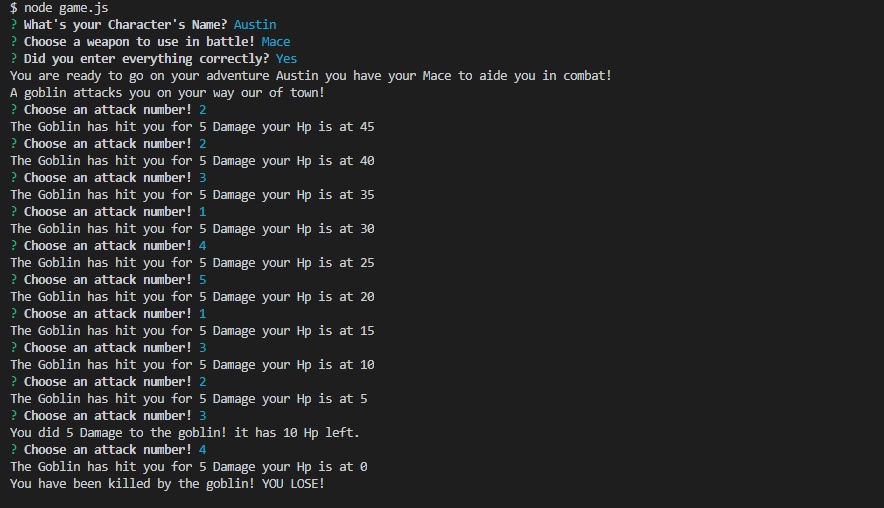 $ node game.js
? What's your Character's Name? Austin
? Choose a weapon to use in battle! Mace
? Did you enter everything correctly? Yes
You are ready to go on your adventure Austin you have your Mace to aide you in combat!
A goblin attacks you on your way our of town!
? Choose an attack number! 2
The Goblin has hit you for 5 Damage your Hp is at 45
? Choose an attack number! 2
The Goblin has hit you for 5 Damage your Hp is at 40
? Choose an attack number! 3
The Goblin has hit you for 5 Damage your Hp is at 35
? Choose an attack number! 1
The Goblin has hit you for 5 Damage your Hp is at 30
? Choose an attack number! 4
The Goblin has hit you for 5 Damage your Hp is at 25
? Choose an attack number! 5
The Goblin has hit you for 5 Damage your Hp is at 20
? Choose an attack number! 1
The Goblin has hit you for 5 Damage your Hp is at 15
? Choose an attack number! 3
The Goblin has hit you for 5 Damage your Hp is at 10
? Choose an attack number! 2
The Goblin has hit you for 5 Damage your Hp is at 5
? Choose an attack number! 3
You did 5 Damage to the goblin! it has 10 Hp left.
? Choose an attack number! 4
The Goblin has hit you for 5 Damage your Hp is at 0
You have been killed by the goblin! YOU LOSE!